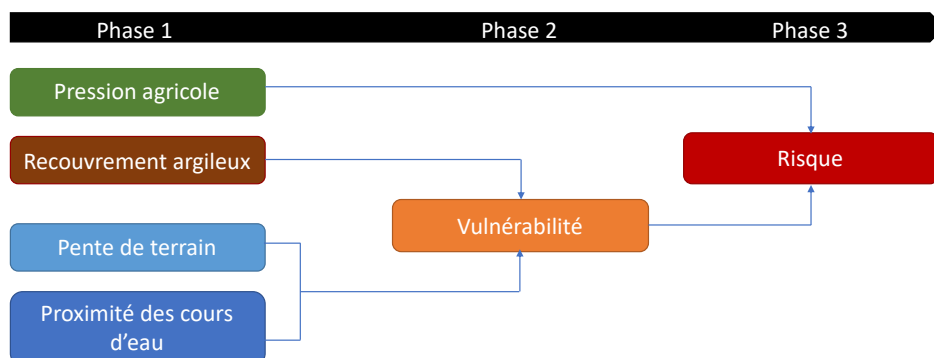 Phase 1
Phase 2
Phase 3
Pression agricole
Recouvrement argileux
Risque
Vulnérabilité
Pente de terrain
Proximité des cours
d’eau